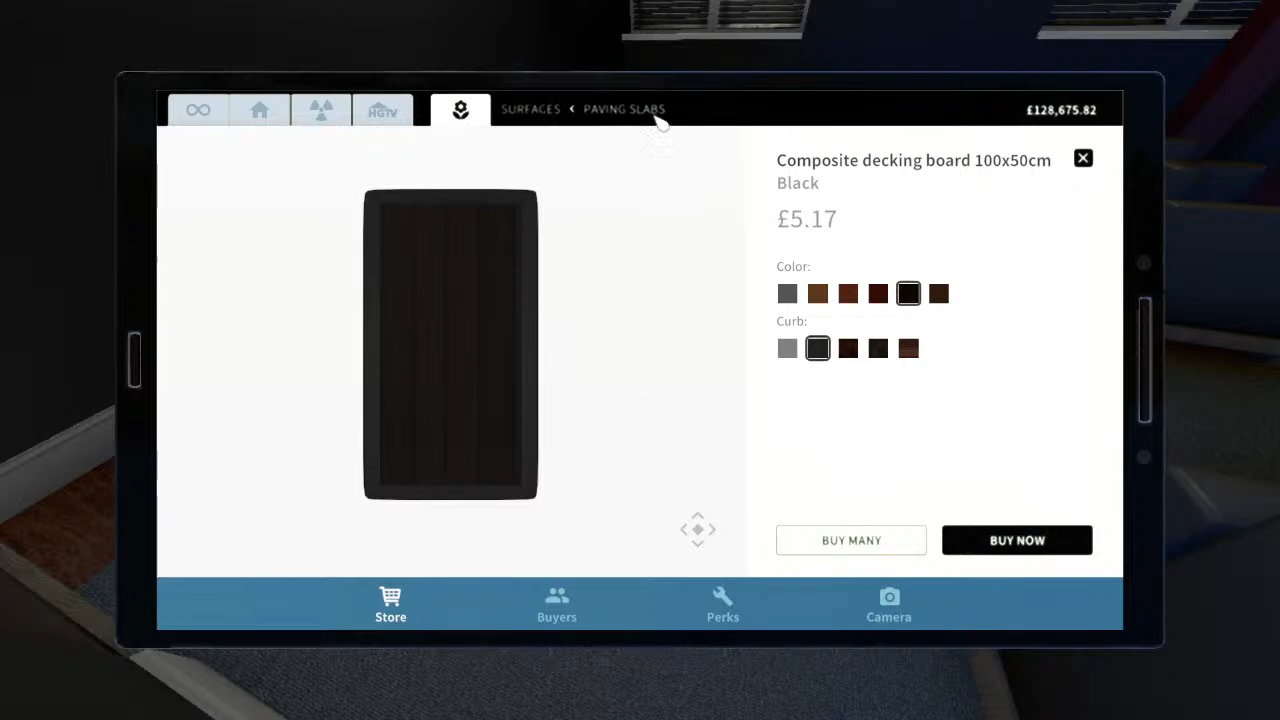 HGTV
SURFACES < PAVING SLABS
£128,675.82
Composite decking board 100x50cm
Black
£5.17
Color:
Curb:
BUY MANY
BUY NOW
Store
Buyers
Perks
Camera